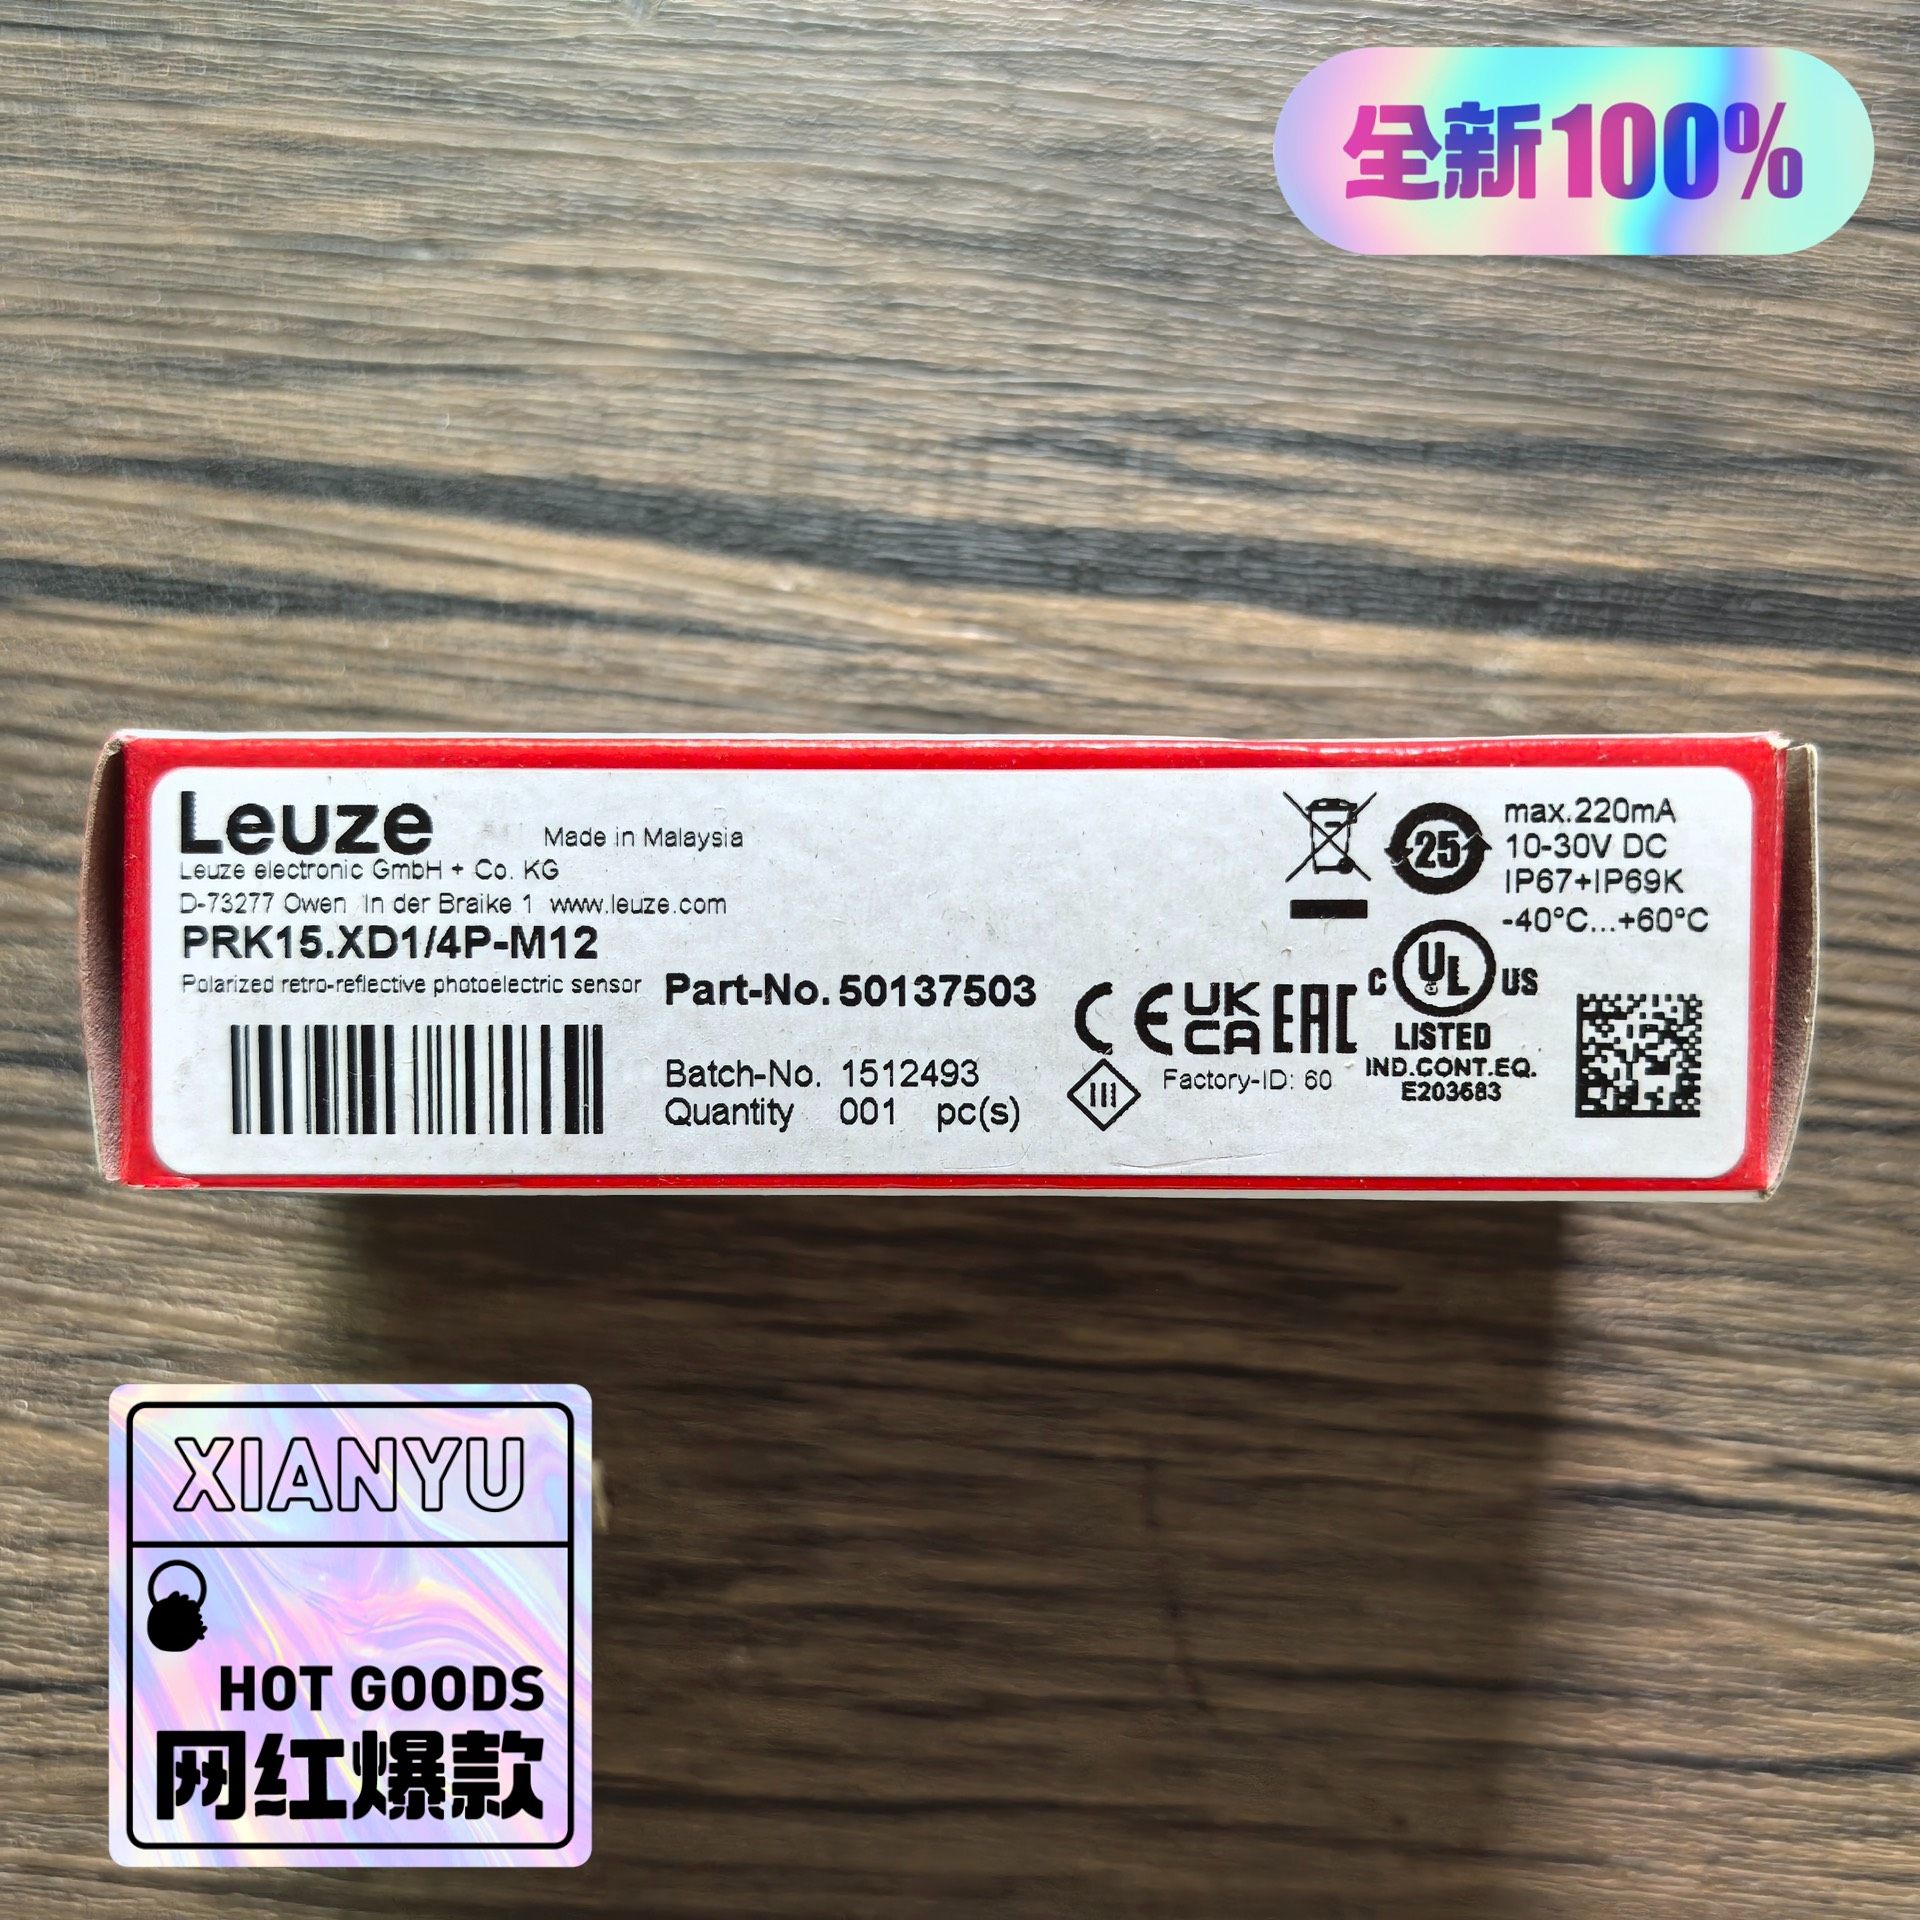 全新100%
Leuze
Made in Malaysia
Leuze electronic GmbH + Co. KG
D-73277 Owen In der Braike 1 www.leuze.com
PRK15.XD1/4P-M12
Polarized retro-reflective photoelectric sensor
Part-No. 50137503
Batch-No. 1512493
Quantity 001 pc(s)
25
max.220mA
10-30V DC
IP67+IP69K
-40°C...+60°C
CE UKCA EAC
III
Factory-ID: 60
C UL US
LISTED
IND.CONT.EQ.
E203683
XIANYU
HOT GOODS
网红爆款